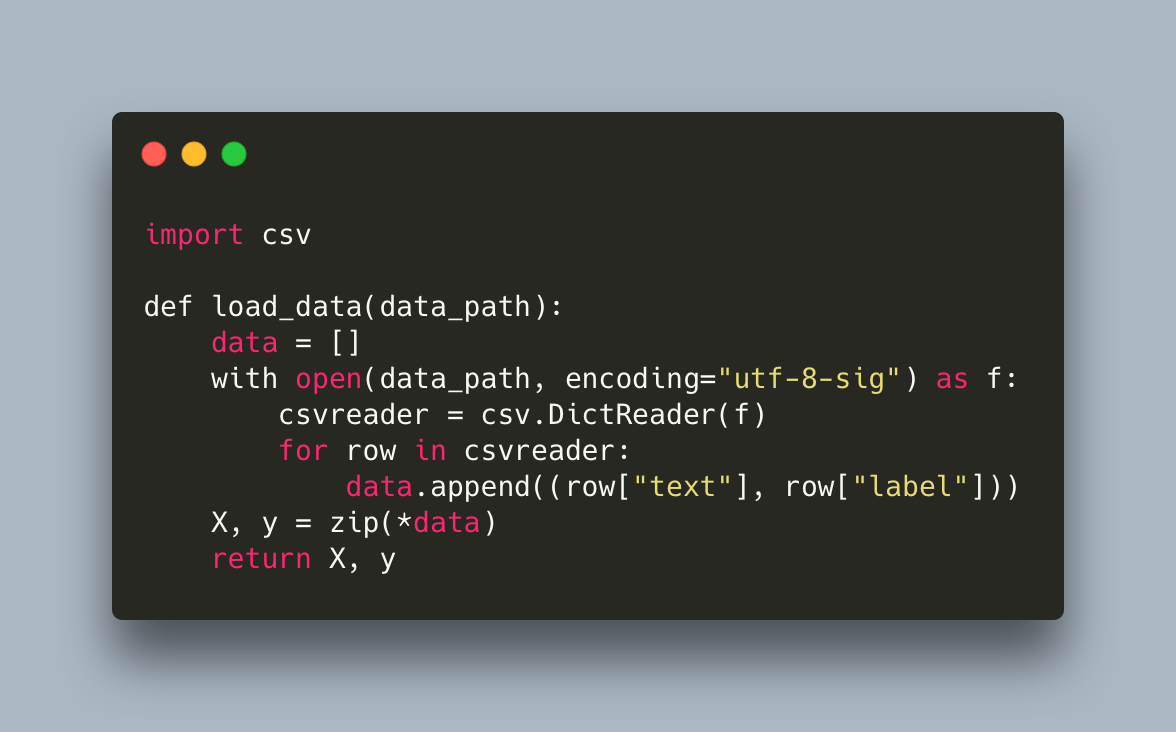 import csv

def load_data(data_path):
    data = []
    with open(data_path, encoding="utf-8-sig") as f:
        csvreader = csv.DictReader(f)
        for row in csvreader:
            data.append((row["text"], row["label"]))
    X, y = zip(*data)
    return X, y